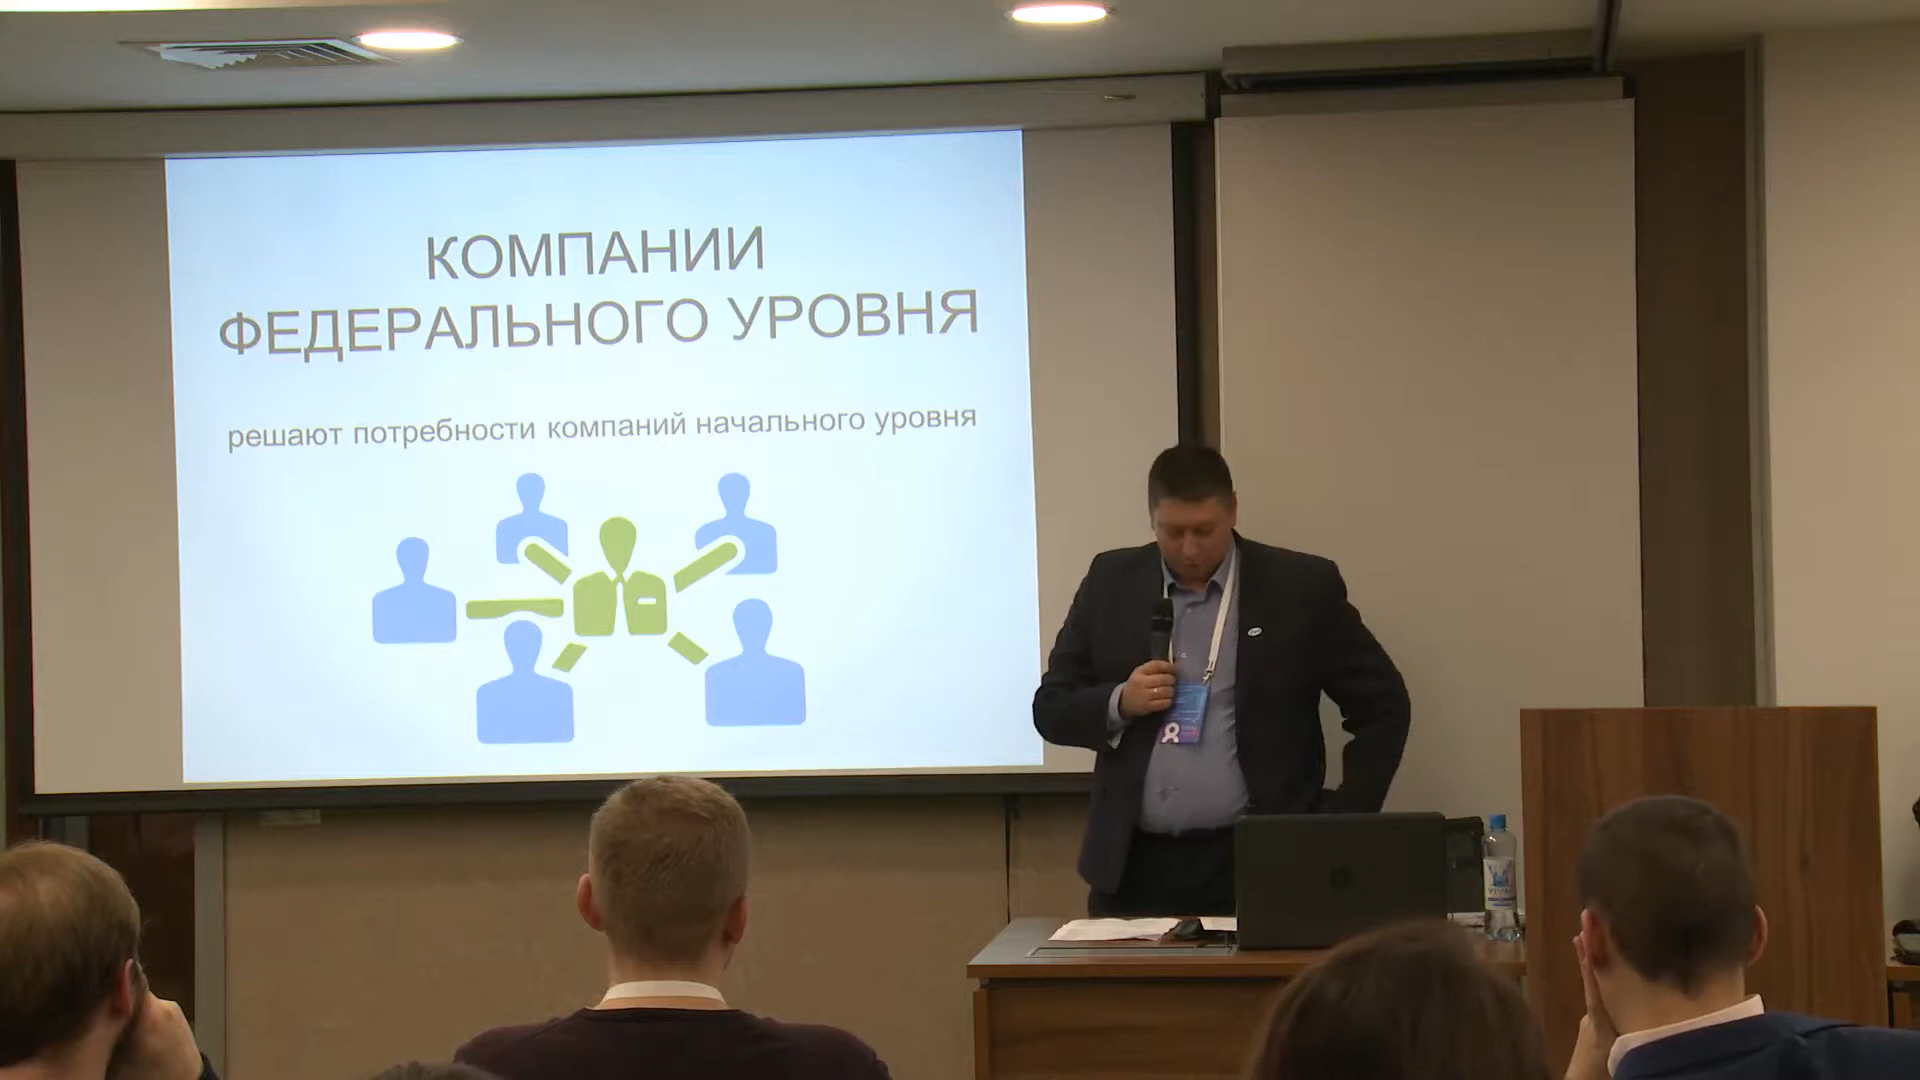 КОМПАНИИ
ФЕДЕРАЛЬНОГО УРОВНЯ
решают потребности компаний начального уровня